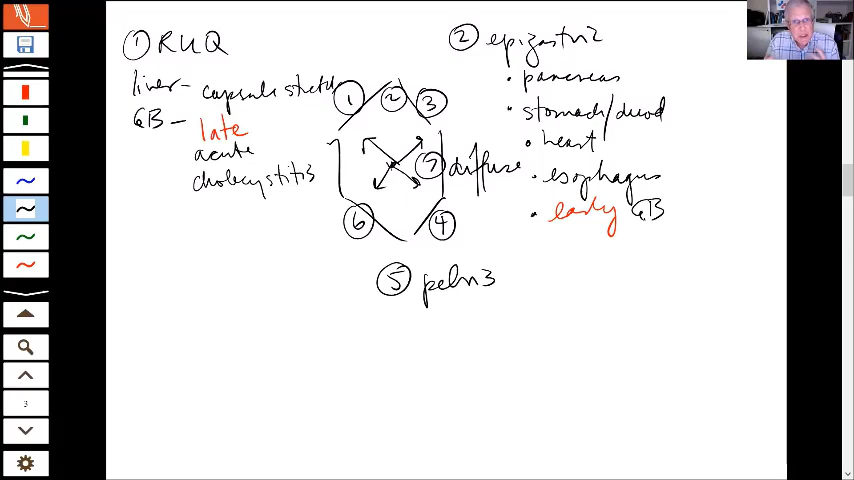 ① RUQ
liver - capsule stretch
GB - late
acute
cholecystitis
② epigastric
• pancreas
• stomach/duod
• heart
• esophagus
• early GB
① ② ③
⑦ diffuse
⑥ ④
⑤ pelvis
3